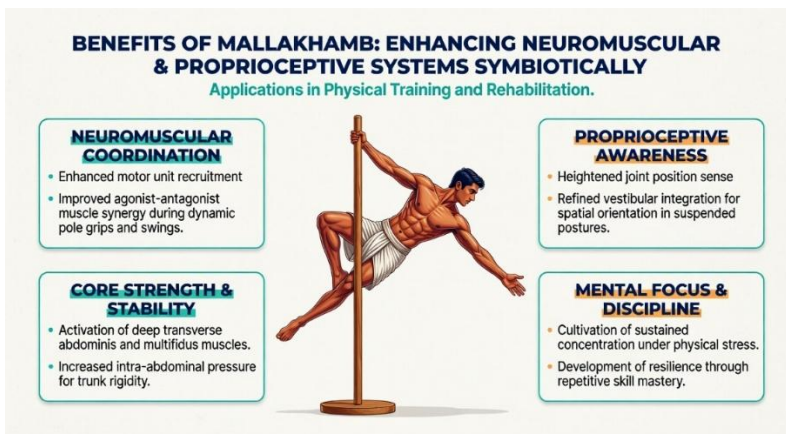 BENEFITS OF MALLAKHAMB: ENHANCING NEUROMUSCULAR
& PROPRIOCEPTIVE SYSTEMS SYMBIOTICALLY
Applications in Physical Training and Rehabilitation.
NEUROMUSCULAR
COORDINATION
• Enhanced motor unit recruitment
• Improved agonist-antagonist
muscle synergy during dynamic
pole grips and swings.
PROPRIOCEPTIVE
AWARENESS
• Heightened joint position sense
• Refined vestibular integration for
spatial orientation in suspended
postures.
CORE STRENGTH &
STABILITY
• Activation of deep transverse
abdominis and multifidus muscles.
• Increased intra-abdominal pressure
for trunk rigidity.
MENTAL FOCUS &
DISCIPLINE
• Cultivation of sustained
concentration under physical stress.
• Development of resilience through
repetitive skill mastery.